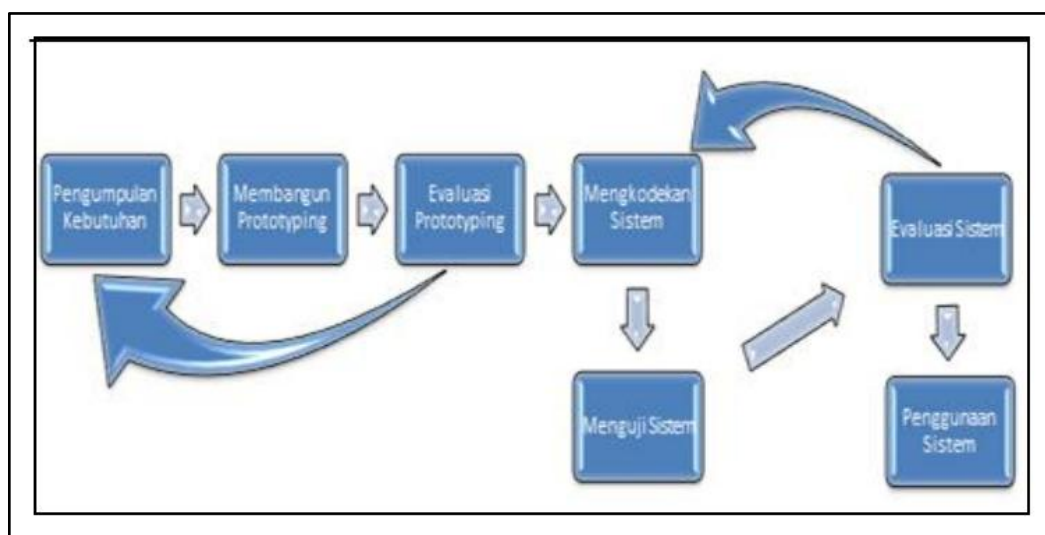 Pengumpulan
Kebutuhan
Membangun
Prototyping
Evaluasi
Prototyping
Mengkodekan
Sistem
Menguji Sistem
Evaluasi Sistem
Penggunaan
Sistem